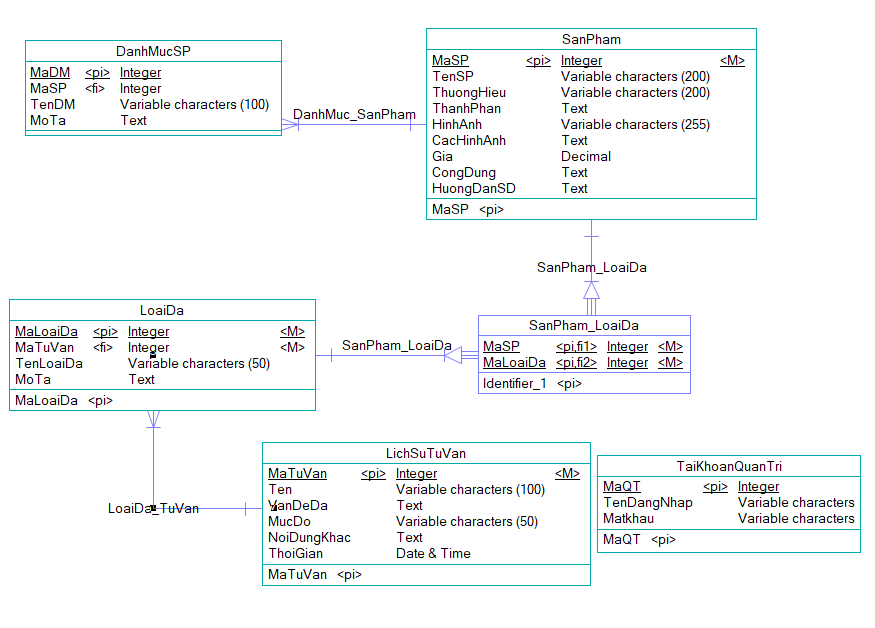 DanhMucSP
MaDM <pi> Integer
MaSP <fi> Integer
TenDM Variable characters (100)
MoTa Text
DanhMuc_SanPham
SanPham
MaSP <pi> Integer <M>
TenSP Variable characters (200)
ThuongHieu Variable characters (200)
ThanhPhan Text
HinhAnh Variable characters (255)
CacHinhAnh Text
Gia Decimal
CongDung Text
HuongDanSD Text
MaSP <pi>
SanPham_LoaiDa
LoaiDa
MaLoaiDa <pi> Integer <M>
MaTuVan <fi> Integer <M>
TenLoaiDa Variable characters (50)
MoTa Text
MaLoaiDa <pi>
SanPham_LoaiDa
SanPham_LoaiDa
MaSP <pi,fi1> Integer <M>
MaLoaiDa <pi,fi2> Integer <M>
Identifier_1 <pi>
LoaiDa_TuVan
LichSuTuVan
MaTuVan <pi> Integer <M>
Ten Variable characters (100)
VanDeDa Text
MucDo Variable characters (50)
NoiDungKhac Text
ThoiGian Date & Time
MaTuVan <pi>
TaiKhoanQuanTri
MaQT <pi> Integer
TenDangNhap Variable characters
Matkhau Variable characters
MaQT <pi>